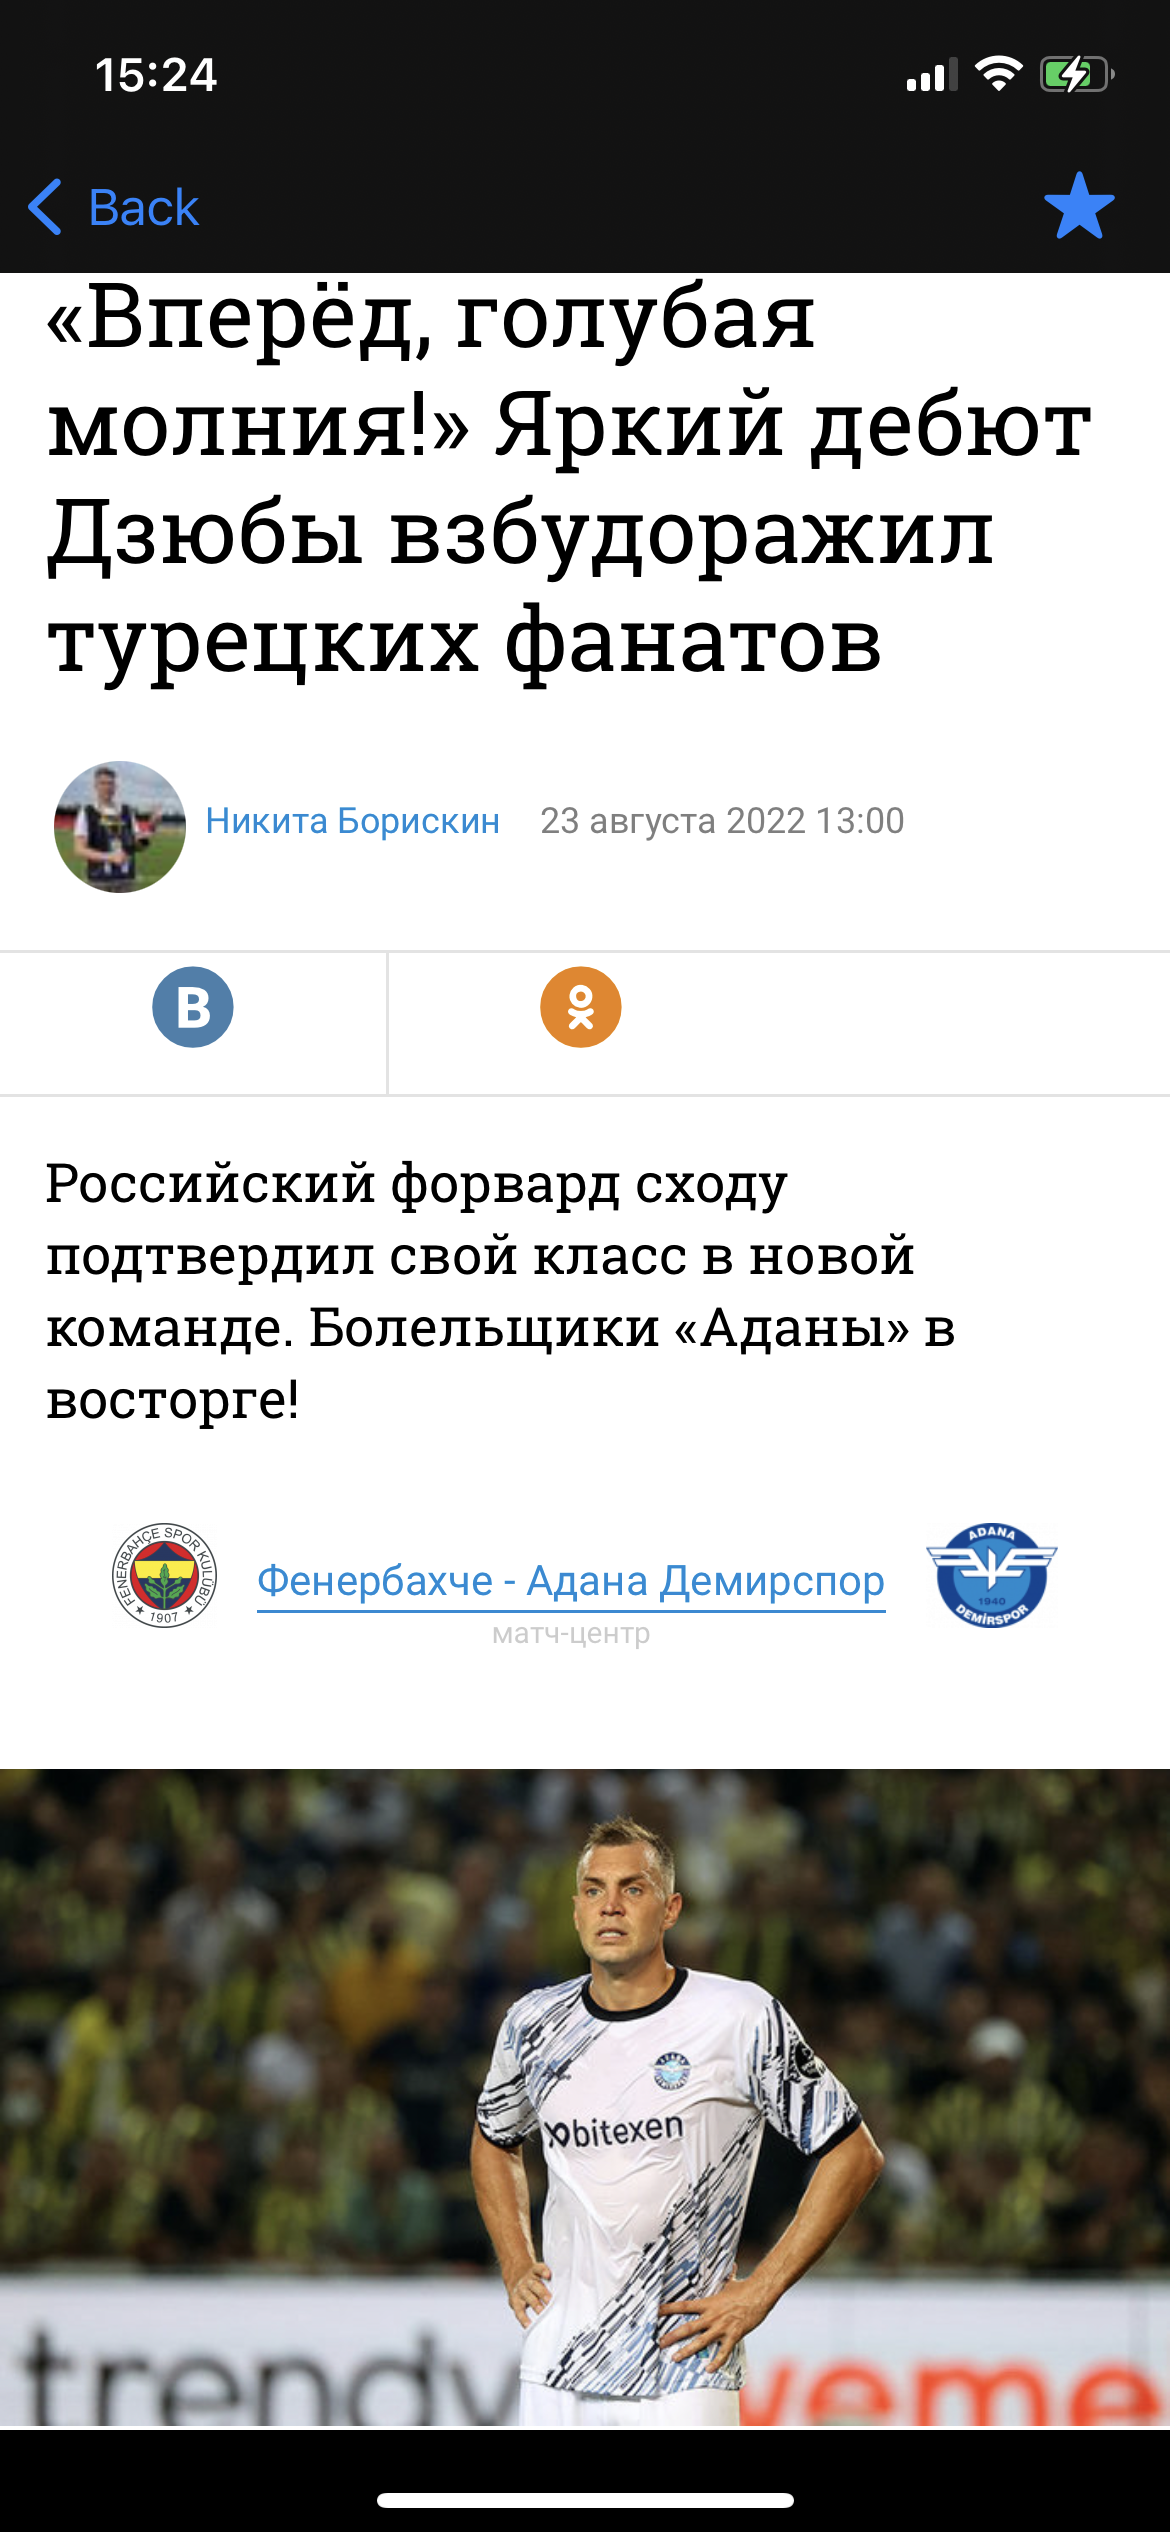 15:24
Back
«Вперёд, голубая
молния!» Яркий дебют
Дзюбы взбудоражил
турецких фанатов
Никита Борискин 23 августа 2022 13:00
В
Российский форвард сходу
подтвердил свой класс в новой
команде. Болельщики «Аданы» в
восторге!
FENERBAHÇE SPOR KULÜBÜ
1907
Фенербахче - Адана Демирспор
матч-центр
ADANA
1940
DEMİRSPOR
bitexen
trendy
yeme